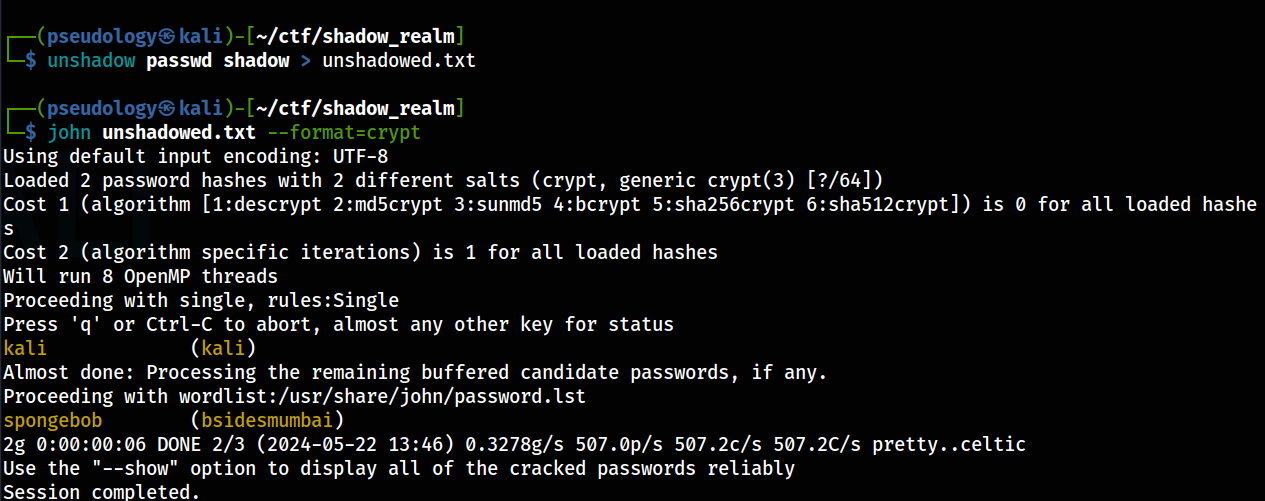 ┌──(pseudology㉿kali)-[~/ctf/shadow_realm]
└─$ unshadow passwd shadow > unshadowed.txt
┌──(pseudology㉿kali)-[~/ctf/shadow_realm]
└─$ john unshadowed.txt --format=crypt
Using default input encoding: UTF-8
Loaded 2 password hashes with 2 different salts (crypt, generic crypt(3) [?/64])
Cost 1 (algorithm [1:descrypt 2:md5crypt 3:sunmd5 4:bcrypt 5:sha256crypt 6:sha512crypt]) is 0 for all loaded hashe
s
Cost 2 (algorithm specific iterations) is 1 for all loaded hashes
Will run 8 OpenMP threads
Proceeding with single, rules:Single
Press 'q' or Ctrl-C to abort, almost any other key for status
kali             (kali)
Almost done: Processing the remaining buffered candidate passwords, if any.
Proceeding with wordlist:/usr/share/john/password.lst
spongebob        (bsidesmumbai)
2g 0:00:00:06 DONE 2/3 (2024-05-22 13:46) 0.3278g/s 507.0p/s 507.2c/s 507.2C/s pretty..celtic
Use the "--show" option to display all of the cracked passwords reliably
Session completed.